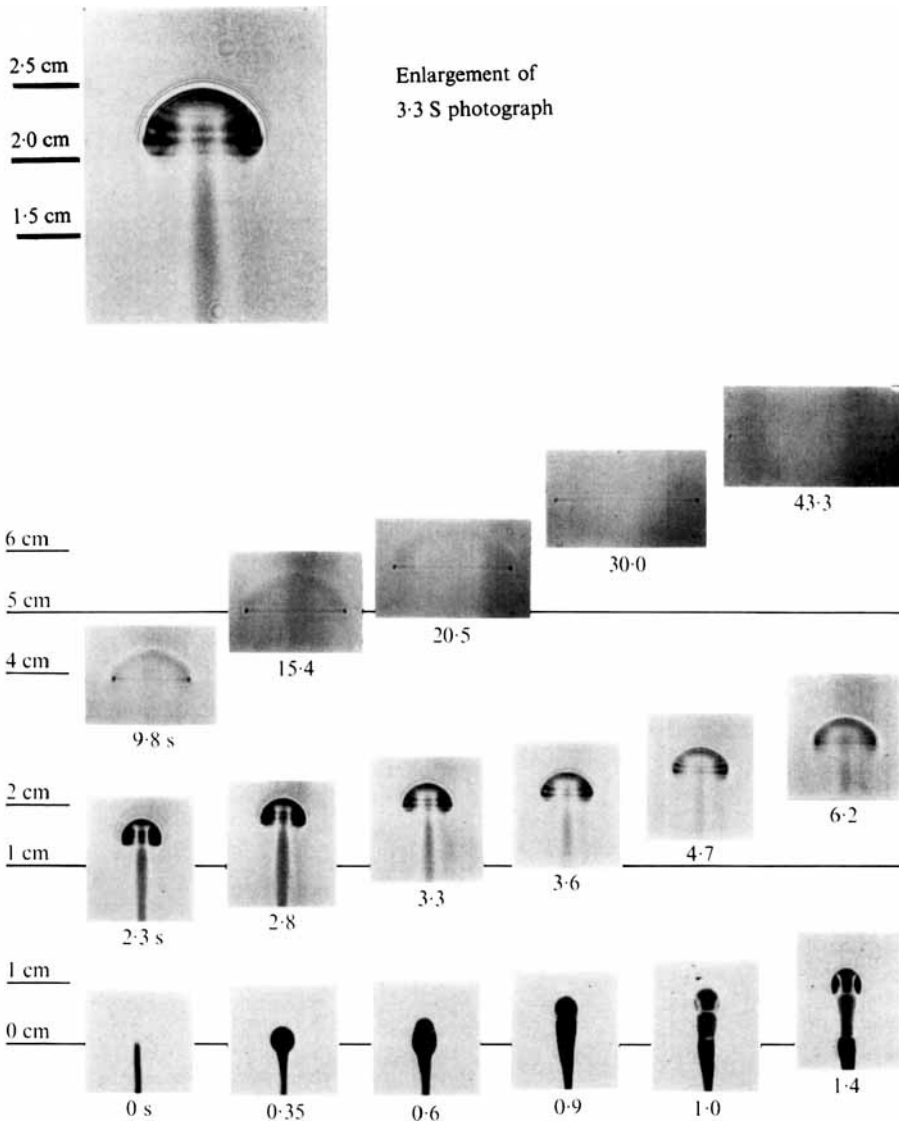 2·5 cm
Enlargement of
3·3 S photograph
2·0 cm
1·5 cm
43·3
6 cm
30·0
5 cm
20·5
15·4
4 cm
9·8 s
2 cm
6·2
4·7
1 cm
3·6
3·3
2·8
2·3 s
1 cm
0 cm
1·4
0 s
0·35
0·6
0·9
1·0